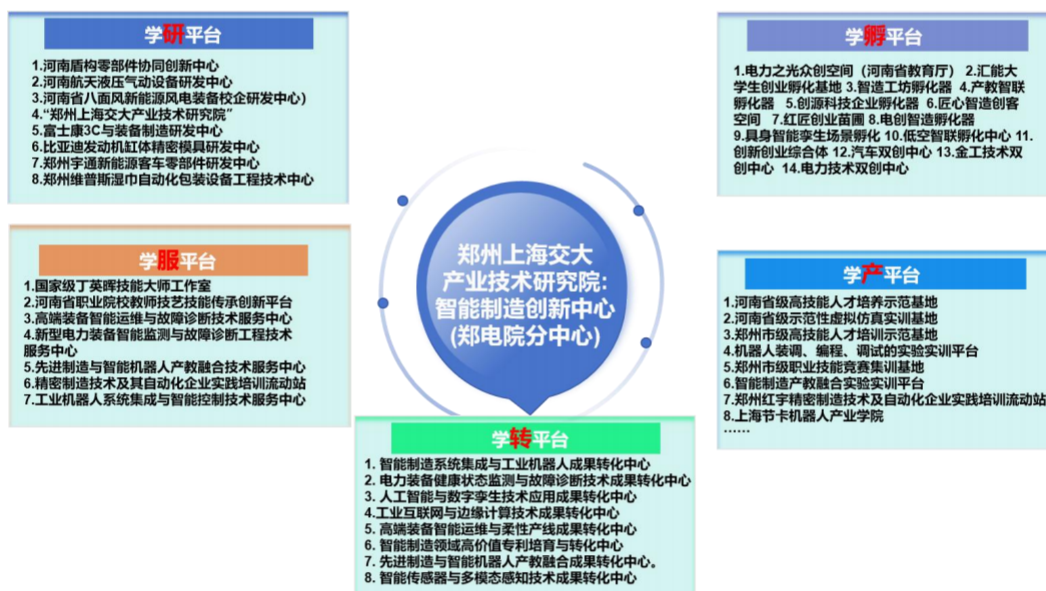 学研平台
1.河南盾构零部件协同创新中心
2.河南航天液压气动设备研发中心
3.河南省八面风新能源风电装备校企研发中心）
4.“郑州上海交大产业技术研究院”
5.富士康3C与装备制造研发中心
6.比亚迪发动机缸体精密模具研发中心
7.郑州宇通新能源客车零部件研发中心
8.郑州维普斯湿巾自动化包装设备工程技术中心
学孵平台
1.电力之光众创空间（河南省教育厅） 2.汇能大
学生创业孵化基地 3.智造工坊孵化器 4.产教智联
孵化器 5.创源科技企业孵化器 6.匠心智造创客
空间 7.红匠创业苗圃 8.电创智造孵化器
9.具身智能孪生场景孵化 10.低空智联孵化中心 11.
创新创业综合体 12.汽车双创中心 13.金工技术双
创中心 14.电力技术双创中心
郑州上海交大
产业技术研究院:
智能制造创新中心
(郑电院分中心)
学服平台
1.国家级丁英晖技能大师工作室
2.河南省职业院校教师技艺技能传承创新平台
3.高端装备智能运维与故障诊断技术服务中心
4.新型电力装备智能监测与故障诊断工程技术
服务中心
5.先进制造与智能机器人产教融合技术服务中心
6.精密制造技术及其自动化企业实践培训流动站
7.工业机器人系统集成与智能控制技术服务中心
学产平台
1.河南省级高技能人才培养示范基地
2.河南省级示范性虚拟仿真实训基地
3.郑州市级高技能人才培训示范基地
4.机器人装调、编程、调试的实验实训平台
5.郑州市级职业技能竞赛集训基地
6.智能制造产教融合实验实训平台
7.郑州红宇精密制造技术及自动化企业实践培训流动站
8.上海节卡机器人产业学院
……
学转平台
1. 智能制造系统集成与工业机器人成果转化中心
2. 电力装备健康状态监测与故障诊断技术成果转化中心
3. 人工智能与数字孪生技术应用成果转化中心
4.工业互联网与边缘计算技术成果转化中心
5. 高端装备智能运维与柔性产线成果转化中心
6. 智能制造领域高价值专利培育与转化中心
7. 先进制造与智能机器人产教融合成果转化中心。
8. 智能传感器与多模态感知技术成果转化中心